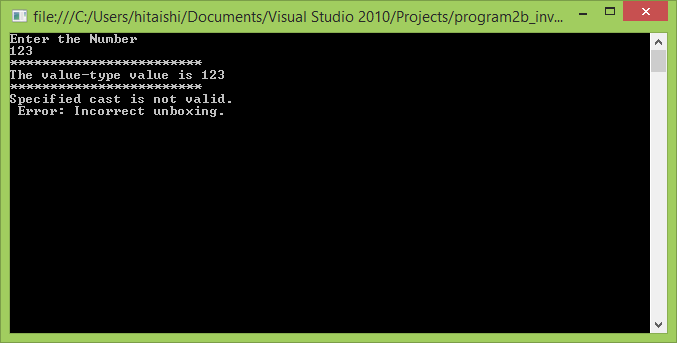 file:///C:/Users/hitaishi/Documents/Visual Studio 2010/Projects/program2b_inv...
Enter the Number
123
************************
The value-type value is 123
************************
Specified cast is not valid.
 Error: Incorrect unboxing.